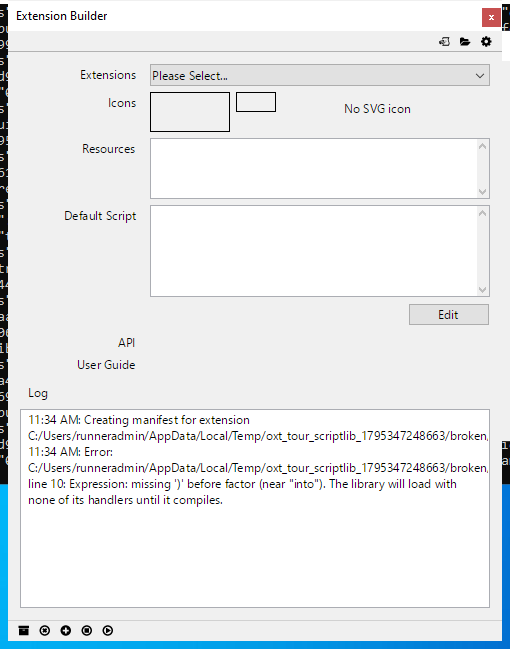 Extension Builder
Extensions
Please Select...
Icons
No SVG icon
Resources
Default Script
Edit
API
User Guide
Log
11:34 AM: Creating manifest for extension
C:/Users/runneradmin/AppData/Local/Temp/oxt_tour_scriptlib_1795347248663/broken,
11:34 AM: Error:
C:/Users/runneradmin/AppData/Local/Temp/oxt_tour_scriptlib_1795347248663/broken,
line 10: Expression: missing ')' before factor (near "into"). The library will load with
none of its handlers until it compiles.